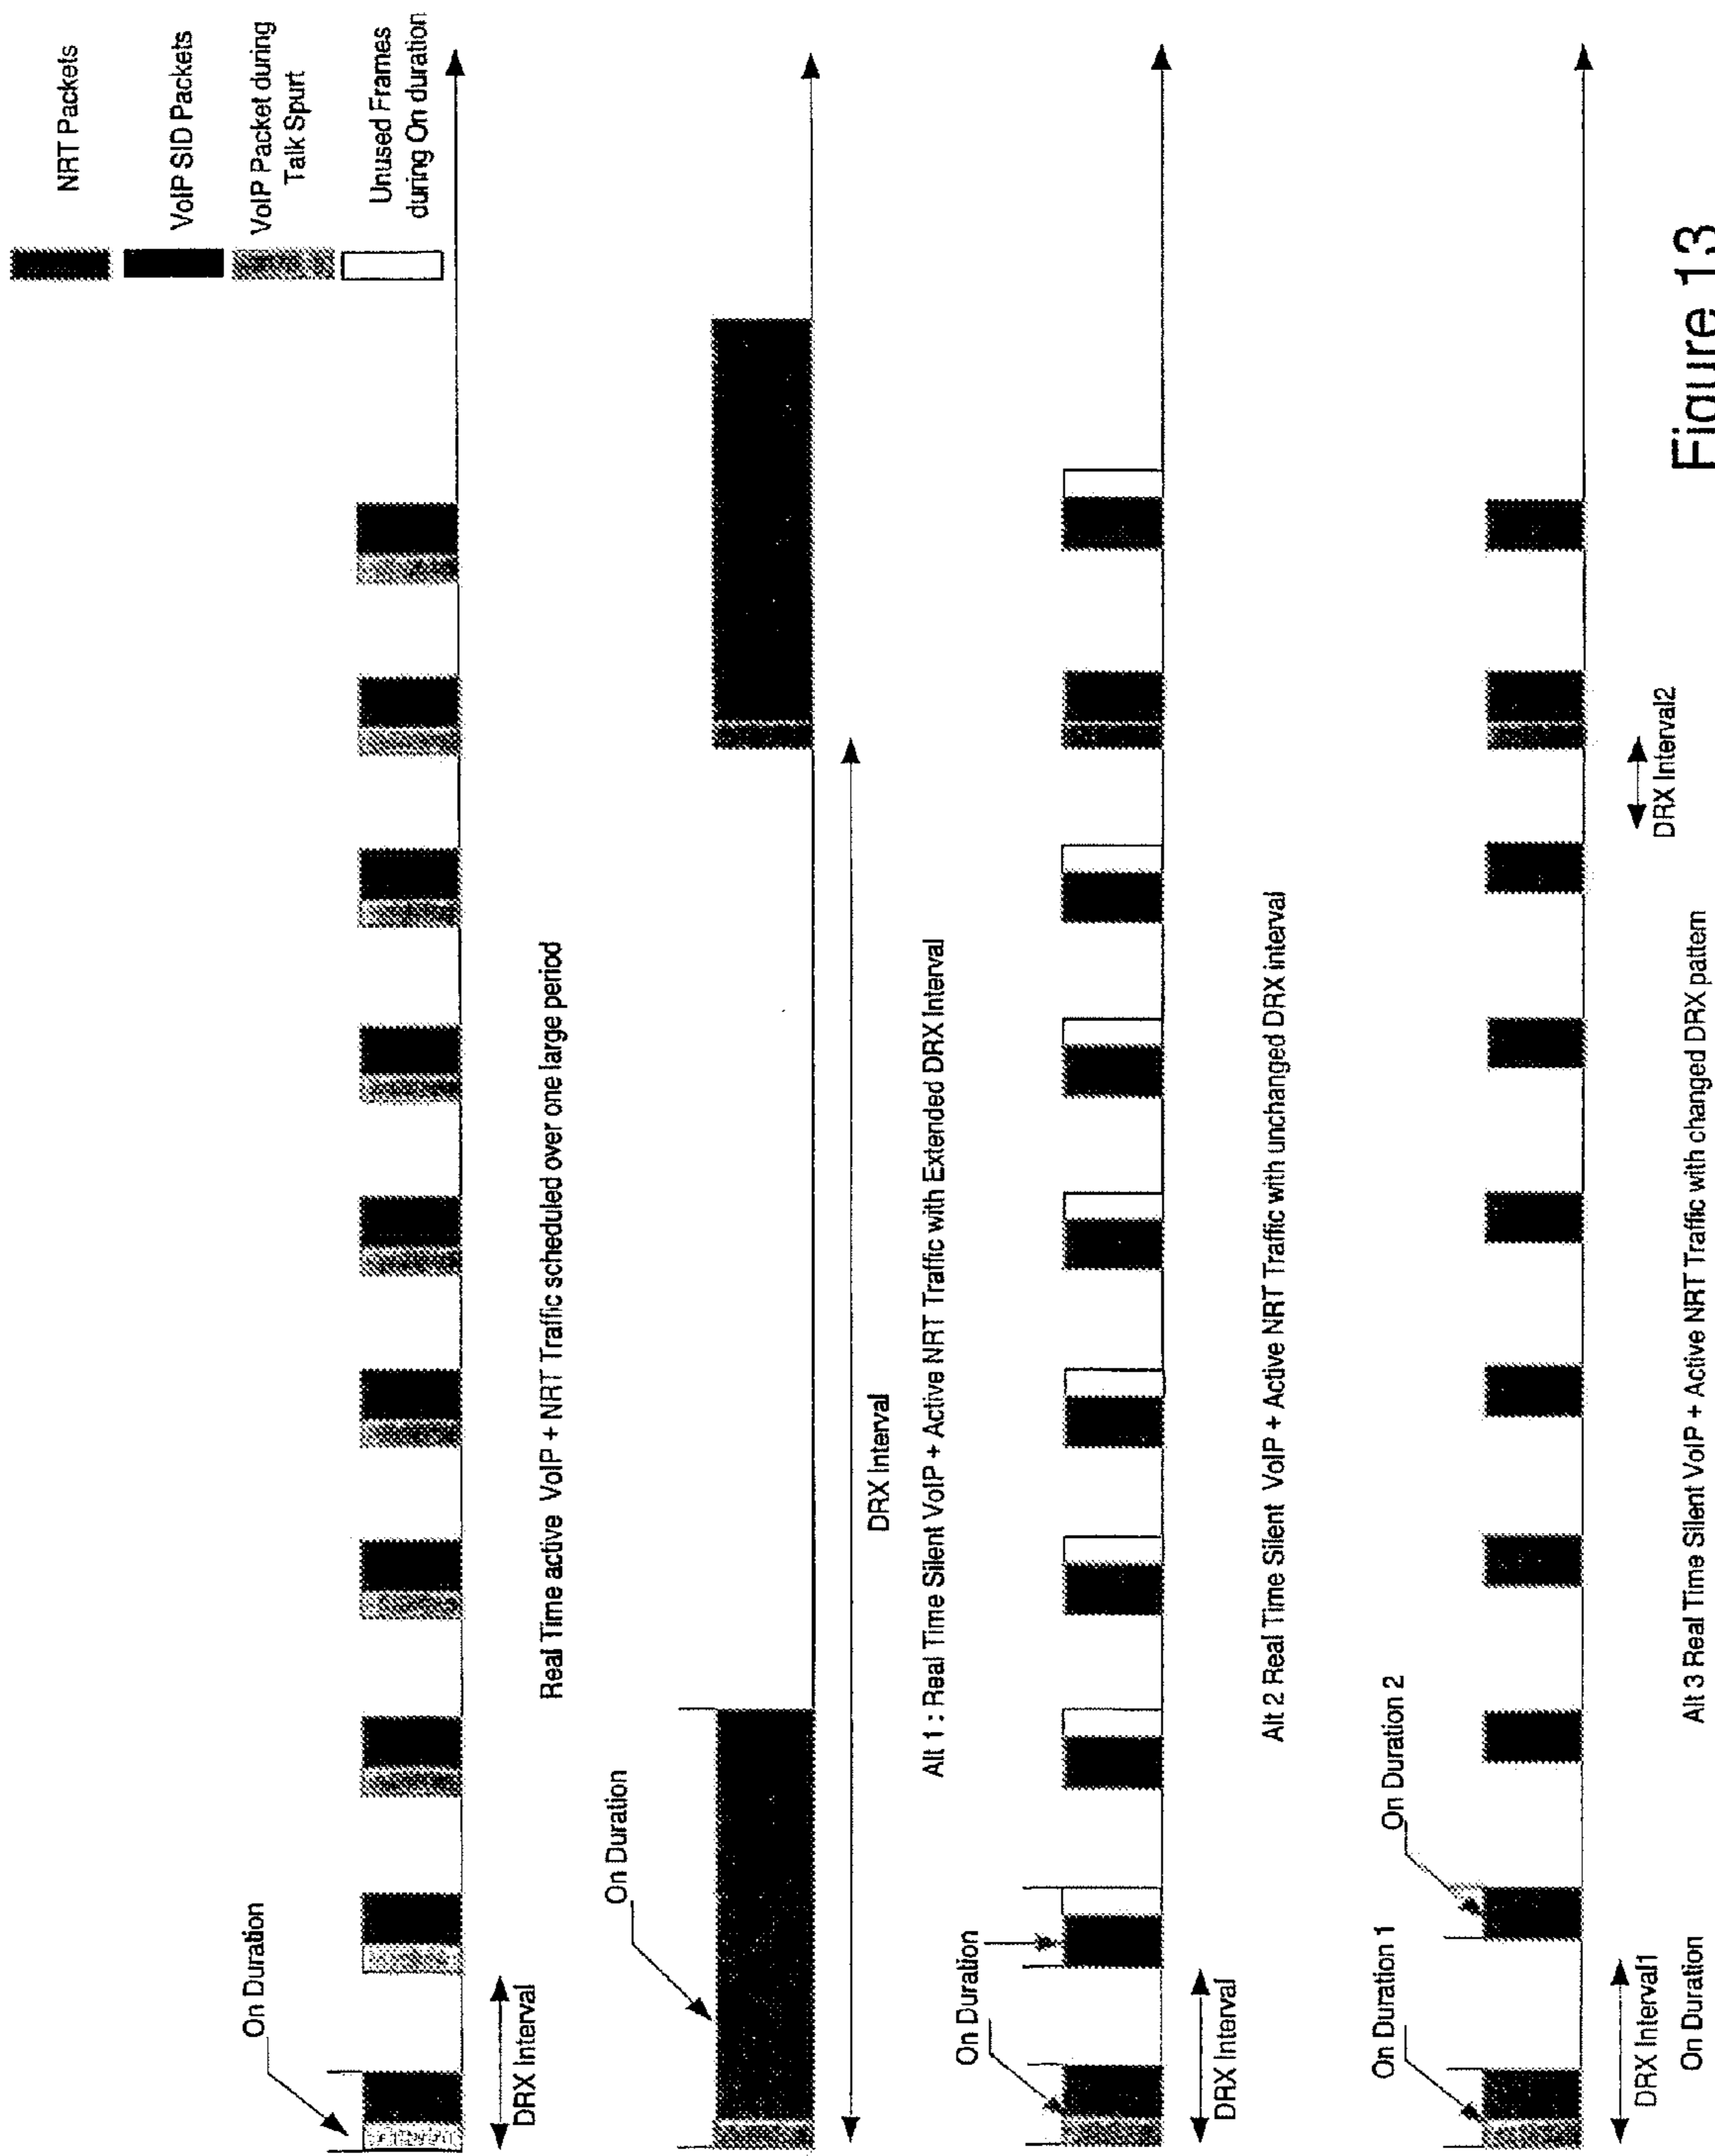 NRT Packets
VoIP SID Packets
VoIP Packet during
Talk Spurt
Unused Frames
during On duration
On Duration
DRX Interval
Real Time active VoIP + NRT Traffic scheduled over one large period
On Duration
DRX Interval
Alt 1 : Real Time Silent VoIP + Active NRT Traffic with Extended DRX Interval
On Duration
DRX Interval
Alt 2 Real Time Silent VoIP + Active NRT Traffic with unchanged DRX interval
On Duration 1
On Duration 2
DRX Interval1
DRX Interval2
On Duration
Alt 3 Real Time Silent VoIP + Active NRT Traffic with changed DRX pattern
Figure 13